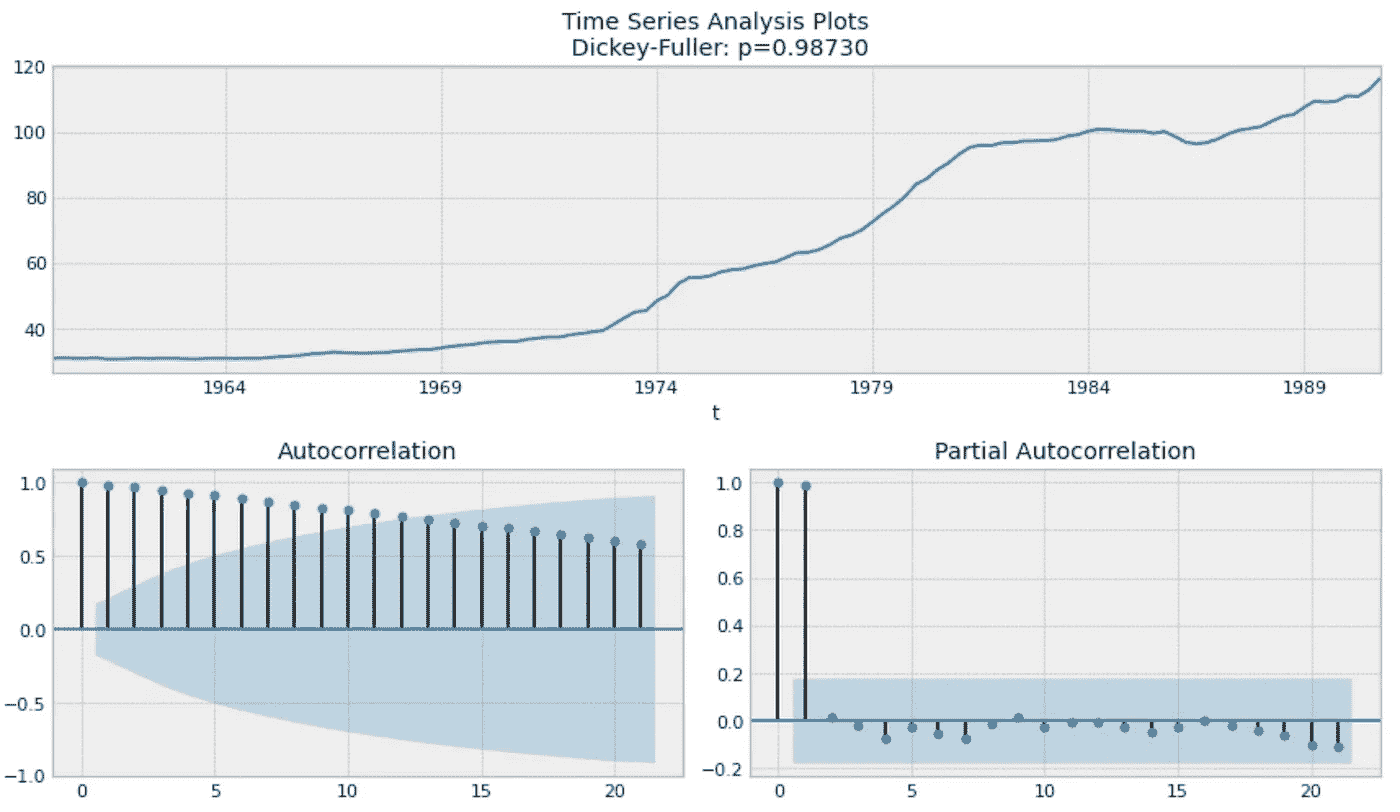 Time Series Analysis Plots
Dickey-Fuller: p=0.98730
120
100
80
60
40
1964 1969 1974 1979 1984 1989
t
Autocorrelation
1.0
0.5
0.0
−0.5
−1.0
0 5 10 15 20
Partial Autocorrelation
1.0
0.8
0.6
0.4
0.2
0.0
−0.2
0 5 10 15 20